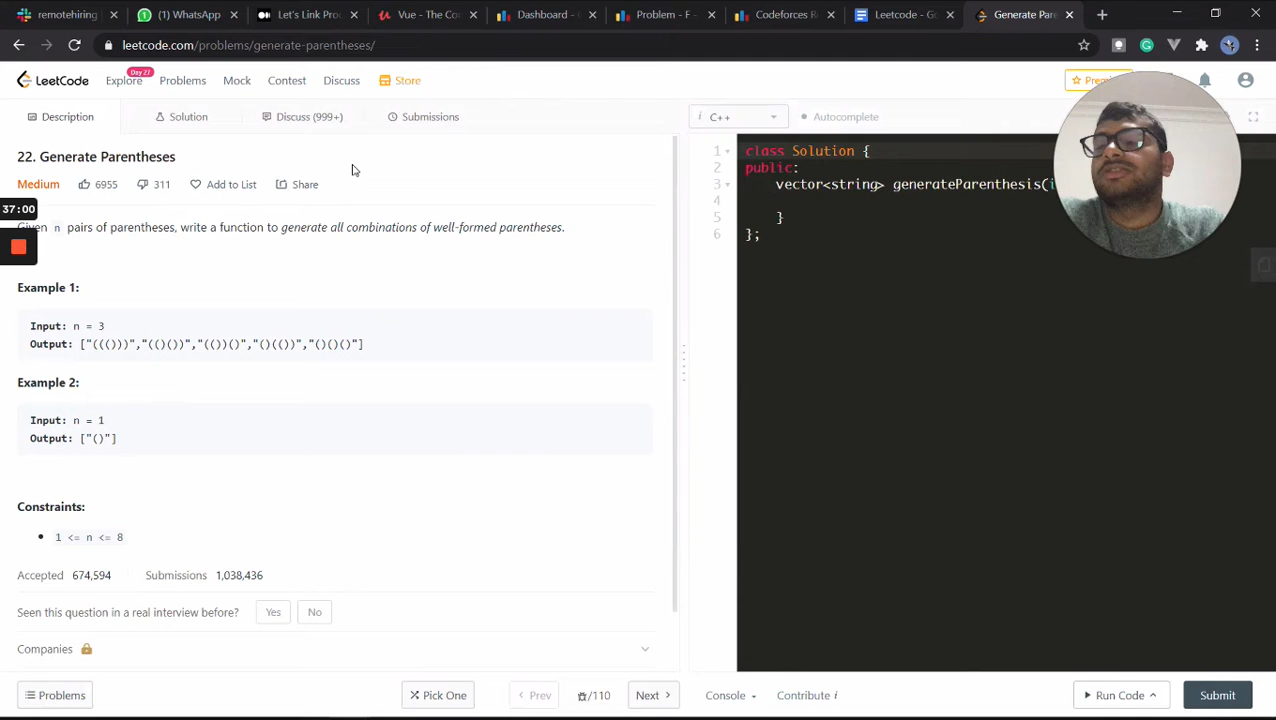 remotehiring
(1) WhatsApp
Let's Link Pro
Vue - The Co
Dashboard -
Problem - F -
Codeforces R
Leetcode - Go
Generate Pare
leetcode.com/problems/generate-parentheses/
LeetCode
Explore
Day 27
Problems
Mock
Contest
Discuss
Store
Prem
Description
Solution
Discuss (999+)
Submissions
i C++
Autocomplete
22. Generate Parentheses
Medium 6955 311 Add to List Share
37:00
Given n pairs of parentheses, write a function to generate all combinations of well-formed parentheses.
Example 1:
Input: n = 3
Output: ["((()))","(()())","(())()","()(())","()()()"]
Example 2:
Input: n = 1
Output: ["()"]
Constraints:
1 <= n <= 8
Accepted 674,594 Submissions 1,038,436
Seen this question in a real interview before? Yes No
Companies
1 class Solution {
2 public:
3 vector<string> generateParenthesis(i
4
5 }
6 };
Problems
Pick One
Prev
/110
Next
Console
Contribute i
Run Code
Submit